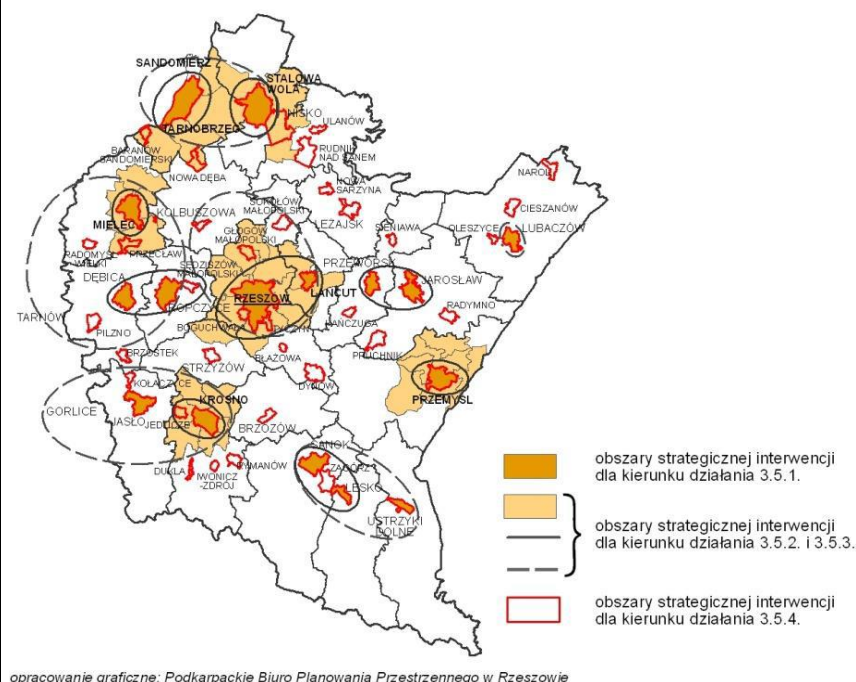 SANDOMIERZ
STALOWA
WOLA
TARNOBRZEG
NISKO
ULANÓW
BARANÓW
SANDOMIERSKI
RUDNIK
NAD SANEM
NOWA DĘBA
NAROL
NOWA
SARZYNA
CIESZANÓW
MIELEC
KOLBUSZOWA
SOKOŁÓW
MAŁOPOLSKI
LEŻAJSK
OLESZYCE
LUBACZÓW
SIENIAWA
GŁOGÓW
MAŁOPOLSKI
RADOMYŚL
WIELKI
PRZECŁAW
SĘDZISZÓW
MAŁOPOLSKI
PRZEWORSK
DĘBICA
JAROSŁAW
ROPCZYCE
RZESZÓW
ŁAŃCUT
TARNÓW
RADYMNO
PILZNO
BOGUCHWAŁA
TYCZYN
KAŃCZUGA
BRZOSTEK
STRZYŻÓW
BŁAŻOWA
PRUCHNIK
DYNÓW
KOŁACZYCE
KROSNO
PRZEMYŚL
GORLICE
JASŁO
JEDLICZE
BRZOZÓW
SANOK
ZAGÓRZ
DUKLA
IWONICZ
-ZDRÓJ
RYMANÓW
LESKO
USTRZYKI
DOLNE
obszary strategicznej interwencji
dla kierunku działania 3.5.1.
obszary strategicznej interwencji
dla kierunku działania 3.5.2. i 3.5.3.
obszary strategicznej interwencji
dla kierunku działania 3.5.4.
opracowanie graficzne: Podkarpackie Biuro Planowania Przestrzennego w Rzeszowie